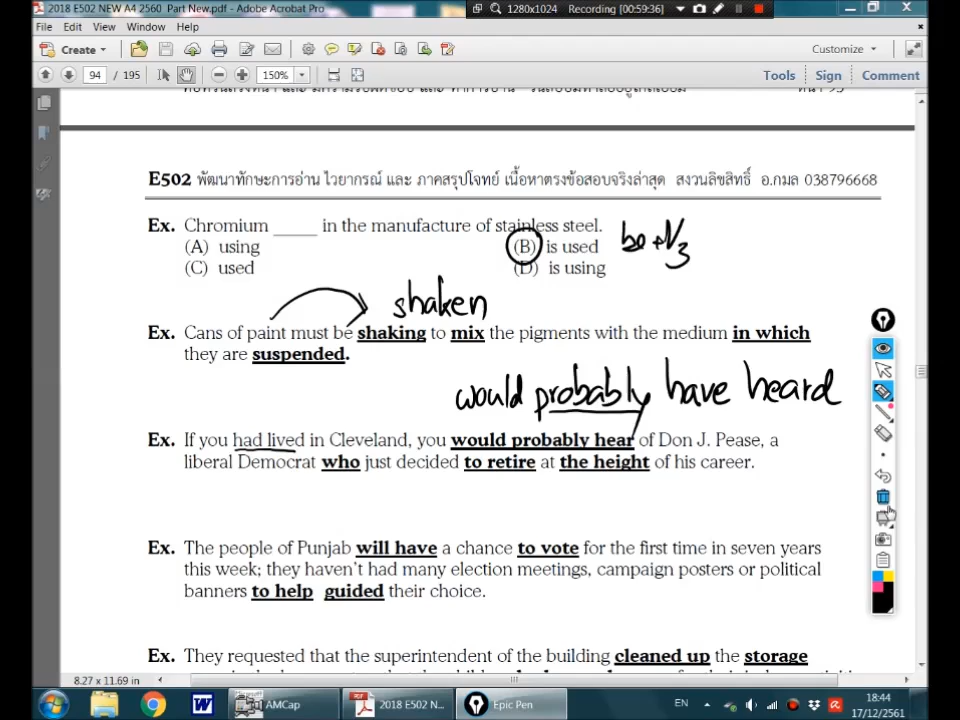 2018 E502 NEW A4 2560 Part New.pdf - Adobe Acrobat Pro
1280x1024 Recording [00:59:36]
File Edit View Window Help
Create
Customize
94 / 195
150%
Tools Sign Comment
E502 พัฒนาทักษะการอ่าน ไวยากรณ์ และ ภาคสรุปโจทย์ เนื้อหาตรงข้อสอบจริงล่าสุด สงวนลิขสิทธิ์ อ.กมล 038796668
Ex. Chromium _____ in the manufacture of stainless steel.
be + V3
(A) using (B) is used
(C) used (D) is using
shaken
Ex. Cans of paint must be shaking to mix the pigments with the medium in which
they are suspended.
would probably have heard
Ex. If you had lived in Cleveland, you would probably hear of Don J. Pease, a
liberal Democrat who just decided to retire at the height of his career.
Ex. The people of Punjab will have a chance to vote for the first time in seven years
this week; they haven't had many election meetings, campaign posters or political
banners to help guided their choice.
Ex. They requested that the superintendent of the building cleaned up the storage
8.27 x 11.69 in
AMCap
2018 E502 N...
Epic Pen
EN
18:44
17/12/2561